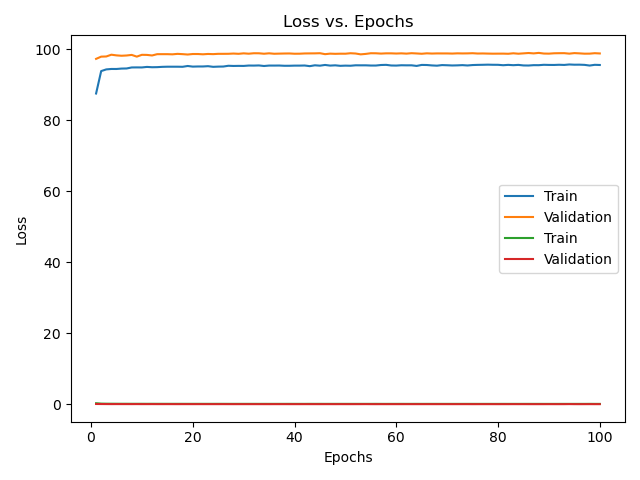 Loss vs. Epochs
100
80
60
40
20
0
Loss
Train
Validation
Train
Validation
0 20 40 60 80 100
Epochs